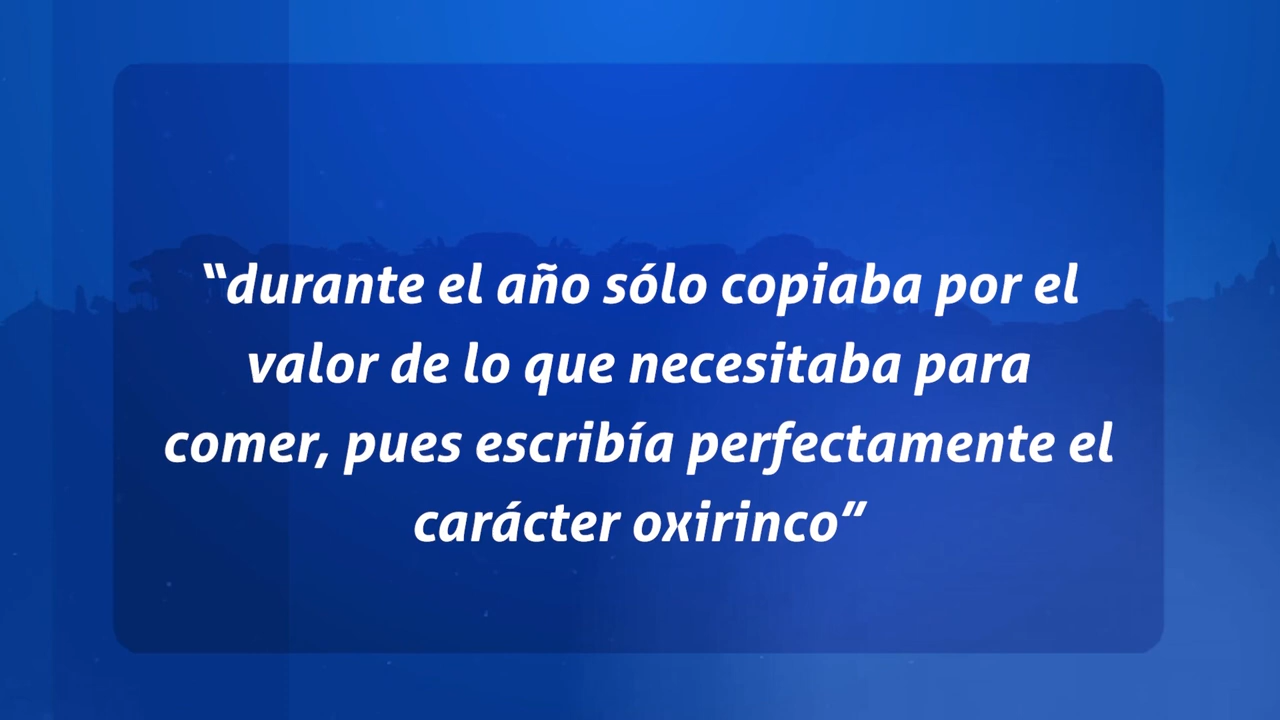 “durante el año sólo copiaba por el
valor de lo que necesitaba para
comer, pues escribía perfectamente el
carácter oxirinco”